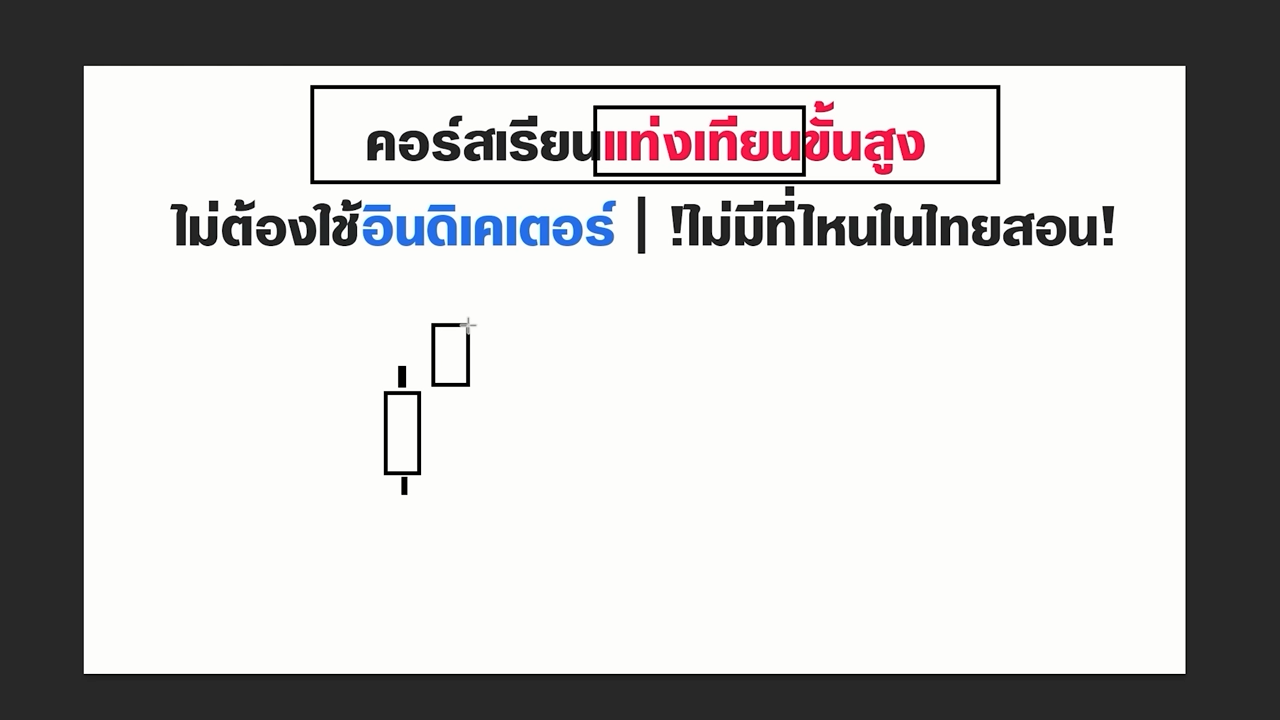 คอร์สเรียนแท่งเทียนขั้นสูง
ไม่ต้องใช้อินดิเคเตอร์ | !ไม่มีที่ไหนในไทยสอน!